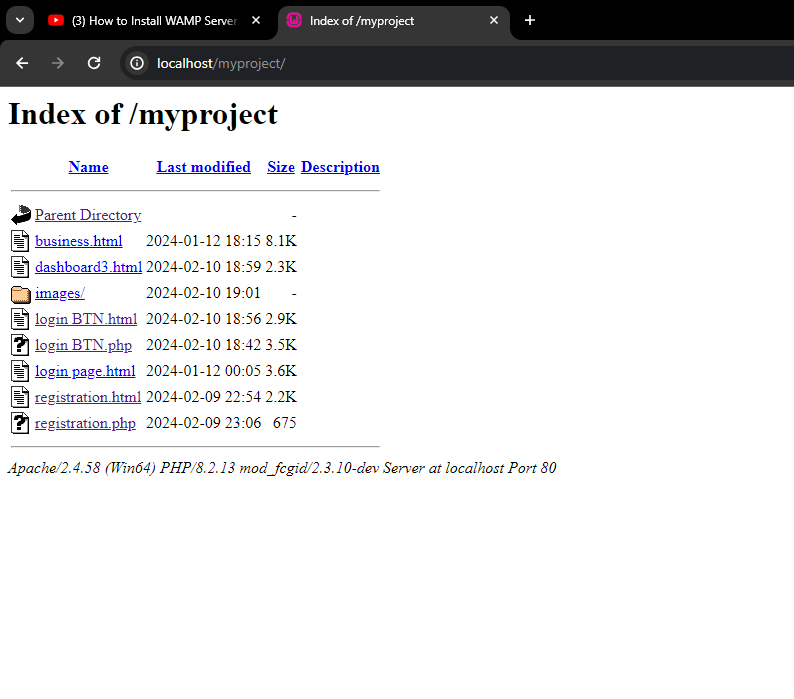 (3) How to Install WAMP Server
Index of /myproject
localhost/myproject/
Index of /myproject
Name Last modified Size Description
Parent Directory -
business.html 2024-01-12 18:15 8.1K
dashboard3.html 2024-02-10 18:59 2.3K
images/ 2024-02-10 19:01 -
login BTN.html 2024-02-10 18:56 2.9K
login BTN.php 2024-02-10 18:42 3.5K
login page.html 2024-01-12 00:05 3.6K
registration.html 2024-02-09 22:54 2.2K
registration.php 2024-02-09 23:06 675
Apache/2.4.58 (Win64) PHP/8.2.13 mod_fcgid/2.3.10-dev Server at localhost Port 80